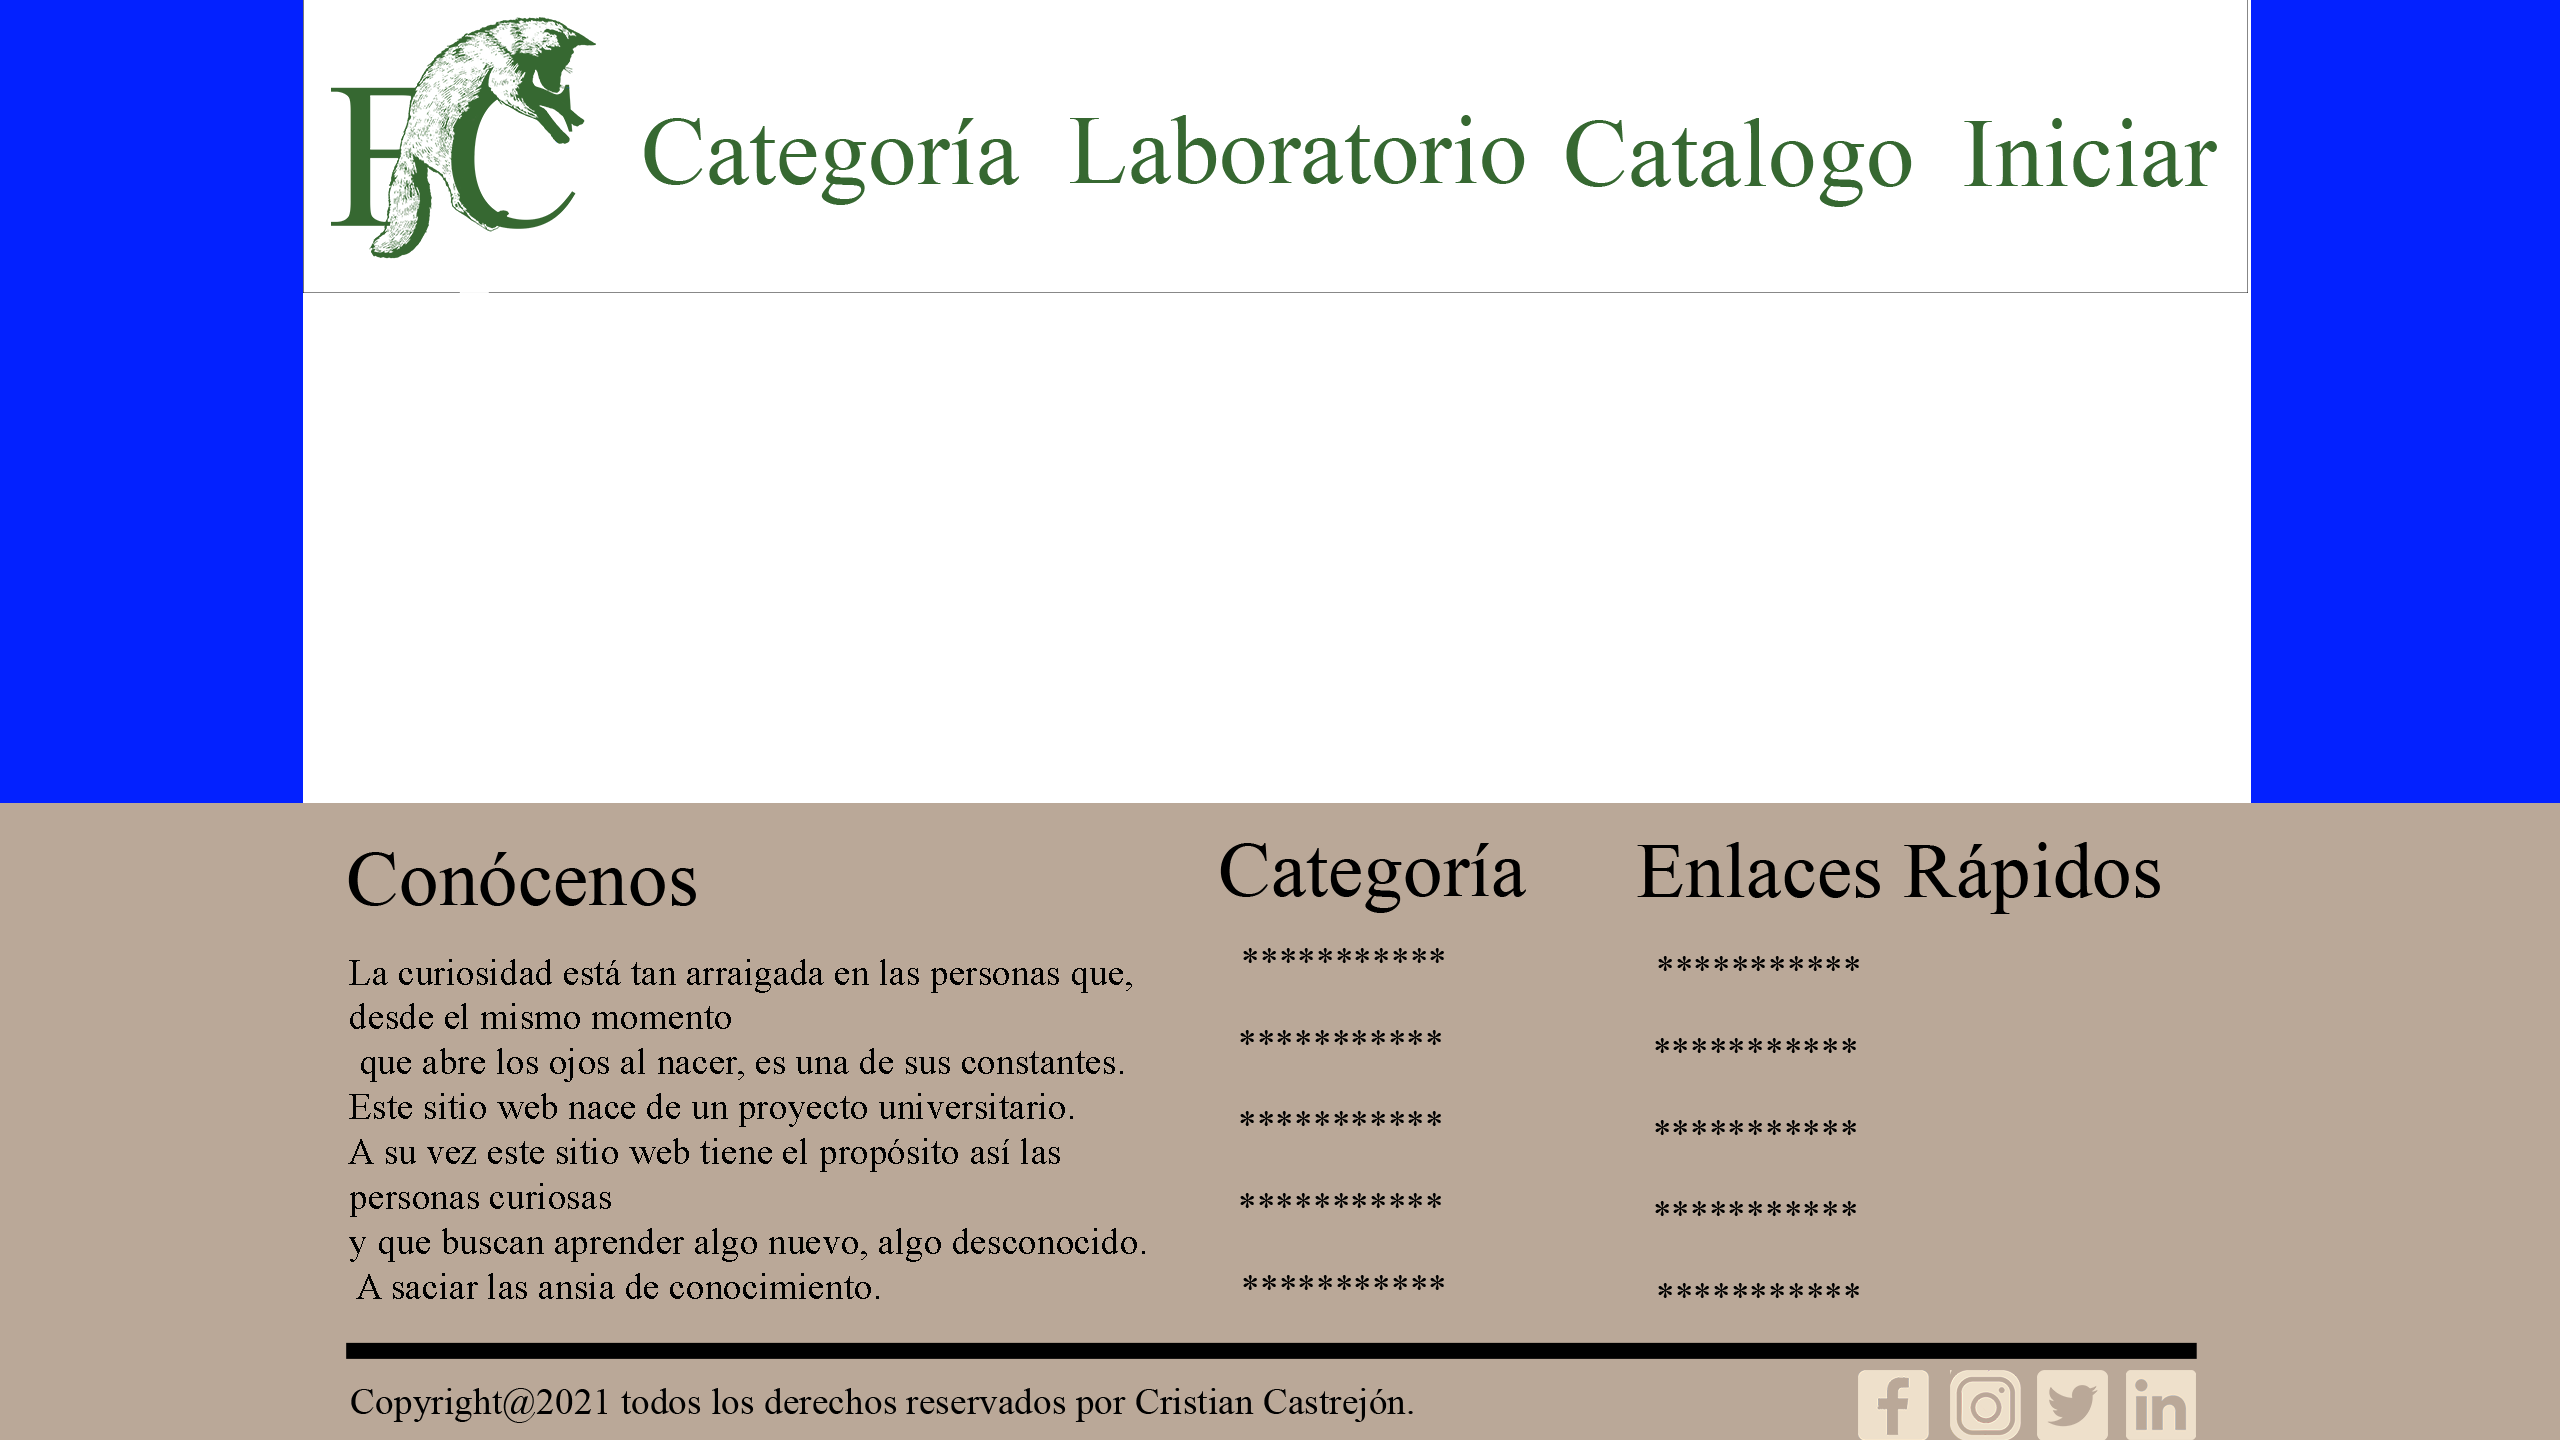 FC
Categoría Laboratorio Catalogo Iniciar
Conócenos
La curiosidad está tan arraigada en las personas que,
desde el mismo momento
que abre los ojos al nacer, es una de sus constantes.
Este sitio web nace de un proyecto universitario.
A su vez este sitio web tiene el propósito así las
personas curiosas
y que buscan aprender algo nuevo, algo desconocido.
A saciar las ansia de conocimiento.
Categoría
***********
***********
***********
***********
***********
Enlaces Rápidos
***********
***********
***********
***********
***********
Copyright@2021 todos los derechos reservados por Cristian Castrejón.
f
in